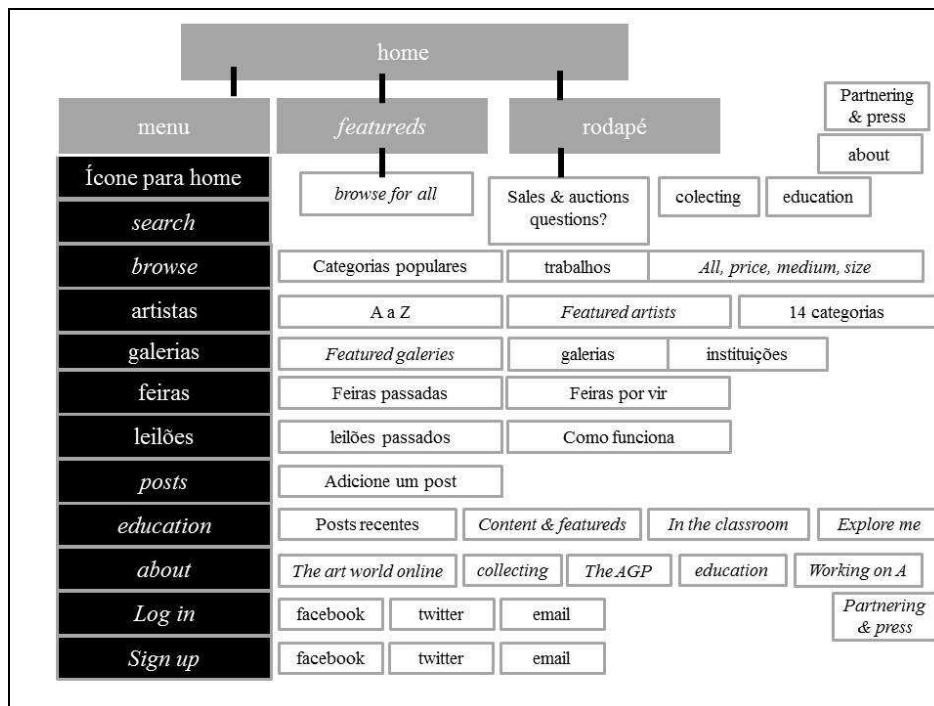 home
menu
featureds
rodapé
Partnering
& press
about
Ícone para home
browse for all
Sales & auctions
questions?
colecting
education
search
browse
Categorias populares
trabalhos
All, price, medium, size
artistas
A a Z
Featured artists
14 categorias
galerias
Featured galeries
galerias
instituições
feiras
Feiras passadas
Feiras por vir
leilões
leilões passados
Como funciona
posts
Adicione um post
education
Posts recentes
Content & featureds
In the classroom
Explore me
about
The art world online
collecting
The AGP
education
Working on A
Log in
facebook
twitter
email
Partnering
& press
Sign up
facebook
twitter
email